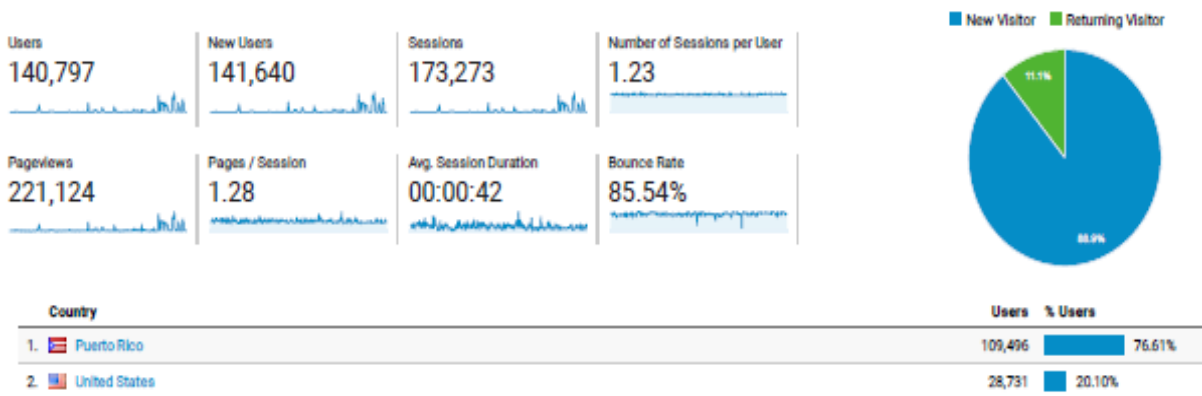 New Visitor Returning Visitor
Users
140,797
New Users
141,640
Sessions
173,273
Number of Sessions per User
1.23
Pageviews
221,124
Pages / Session
1.28
Avg. Session Duration
00:00:42
Bounce Rate
85.54%
11.1%
88.9%
Country Users % Users
1. Puerto Rico 109,496 76.61%
2. United States 28,731 20.10%